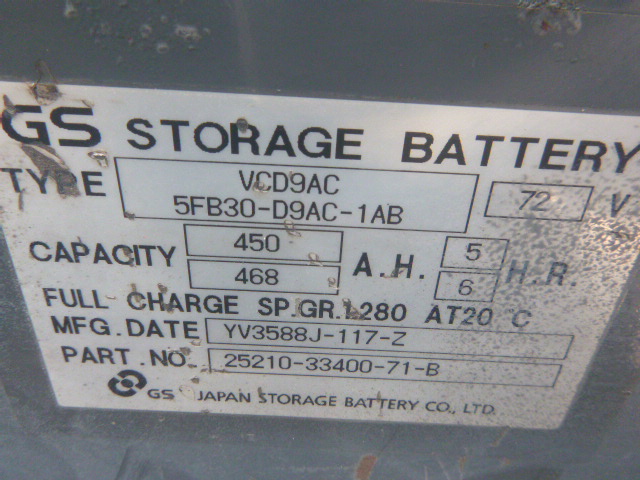 GS STORAGE BATTERY
TYPE VCD9AC 72 V
5FB30-D9AC-1AB
CAPACITY 450 A.H. 5 H.R.
468 6
FULL CHARGE SP.GR.1.280 AT20°C
MFG.DATE YV3588J-117-Z
PART.NO. 25210-33400-71-B
GS JAPAN STORAGE BATTERY CO., LTD.